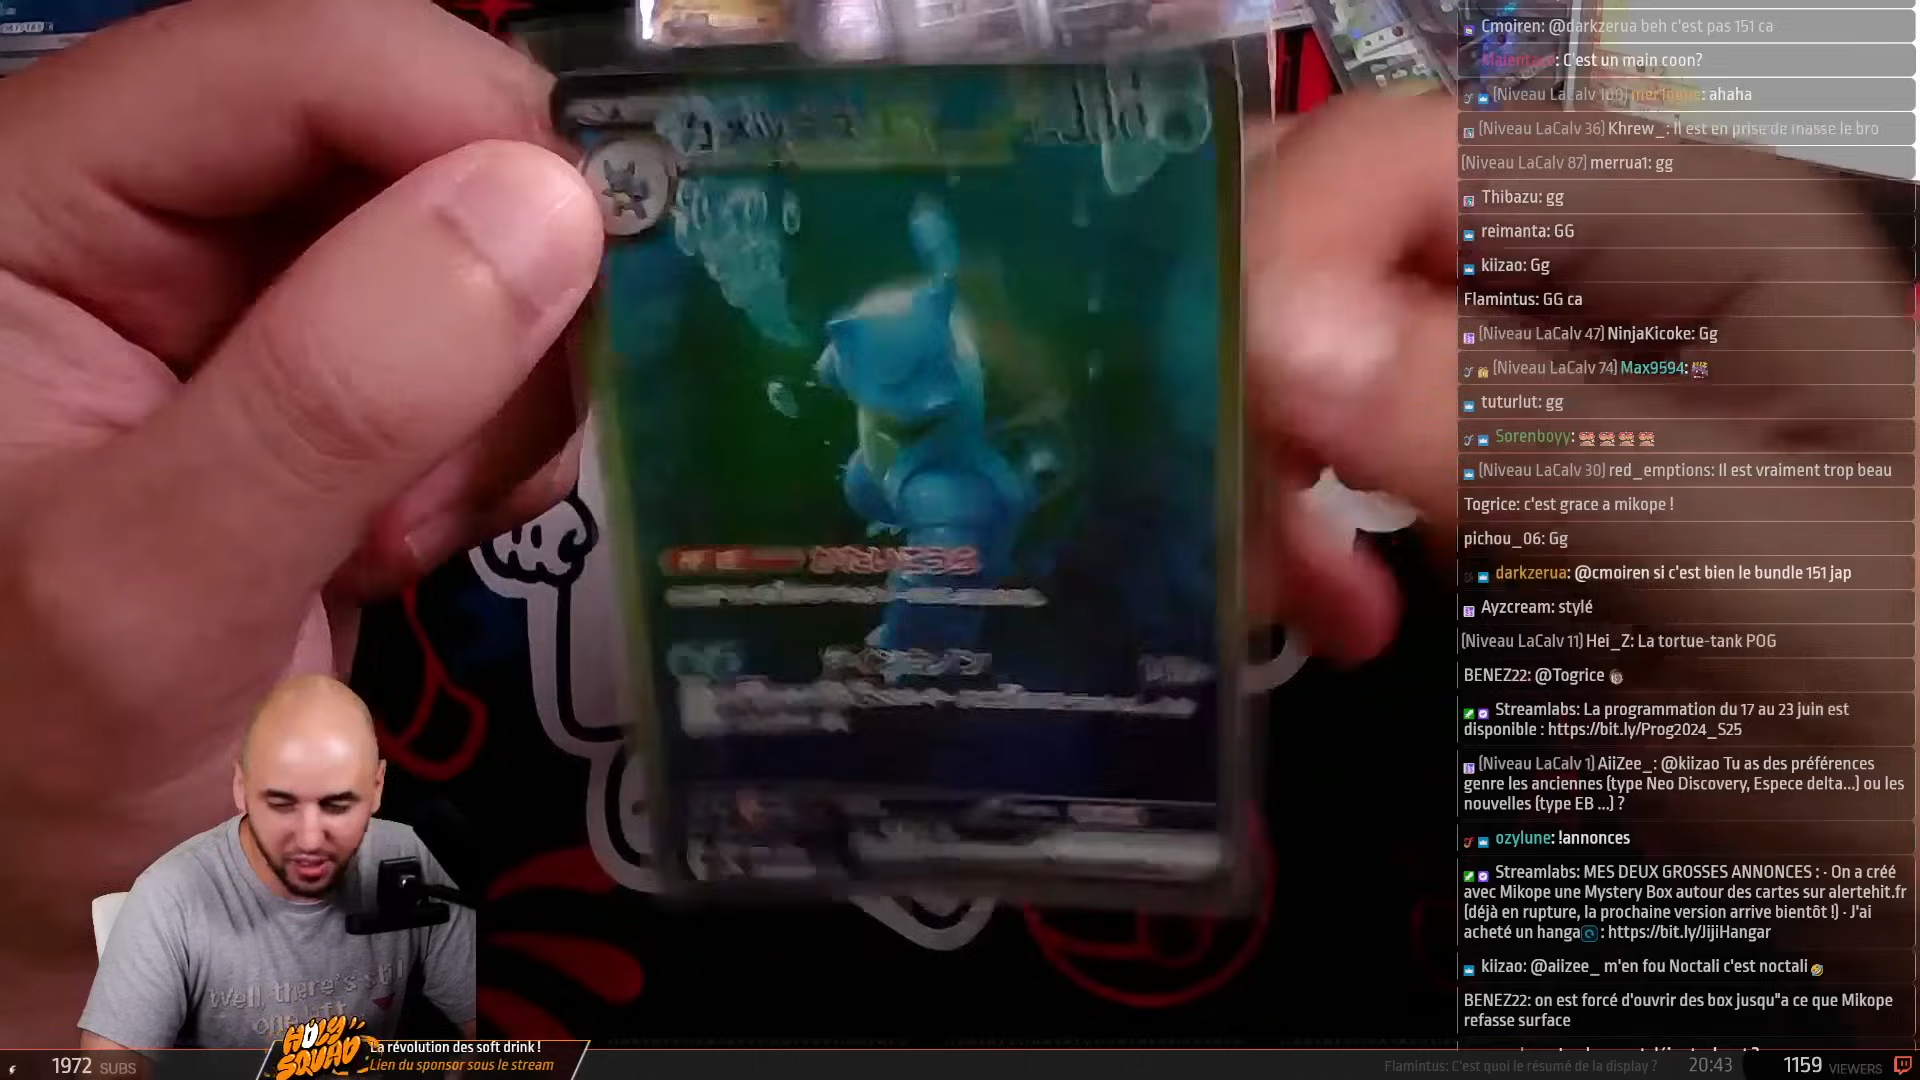 Cmoiren: @darkzerua beh c'est pas 151 ca
: C'est un main coon?
(Niveau LaCalv 100) : ahaha
(Niveau LaCalv 36) Khrew_: Il est en prise de masse le bro
(Niveau LaCalv 87) merrua1: gg
Thibazu: gg
reimanta: GG
kiizao: Gg
Flamintus: GG ca
(Niveau LaCalv 47) NinjaKicoke: Gg
(Niveau LaCalv 74) Max9594:
tuturlut: gg
Sorenboyy:
(Niveau LaCalv 30) red_emptions: Il est vraiment trop beau
Togrice: c'est grace a mikope !
pichou_06: Gg
darkzerua: @cmoiren si c'est bien le bundle 151 jap
Ayzcream: stylé
(Niveau LaCalv 11) Hei_Z: La tortue-tank POG
BENEZ22: @Togrice
Streamlabs: La programmation du 17 au 23 juin est
disponible : https://bit.ly/Prog2024_S25
(Niveau LaCalv 1) AiiZee_: @kiizao Tu as des préférences
genre les anciennes (type Neo Discovery, Espece delta...) ou les
nouvelles (type EB ...) ?
ozylune: !annonces
Streamlabs: MES DEUX GROSSES ANNONCES : - On a créé
avec Mikope une Mystery Box autour des cartes sur alertehit.fr
(déjà en rupture, la prochaine version arrive bientôt !) - J'ai
acheté un hanga : https://bit.ly/JijiHangar
kiizao: @aiizee_ m'en fou Noctali c'est noctali
BENEZ22: on est forcé d'ouvrir des box jusqu"a ce que Mikope
refasse surface
Well, there's still
one left
HOLY
SQUAD
La révolution des soft drink !
Lien du sponsor sous le stream
1972 SUBS
Flamintus: C'est quoi le résumé de la display ?
20:43
1159 VIEWERS